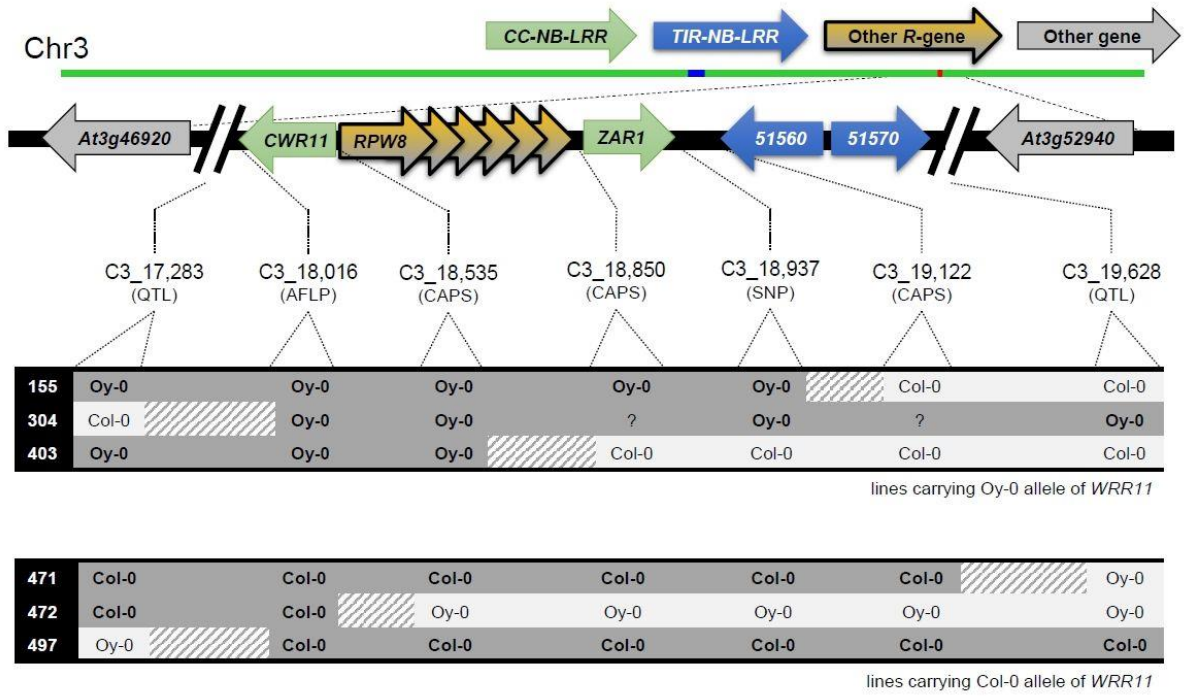 CC-NB-LRR TIR-NB-LRR Other R-gene Other gene
Chr3
At3g46920 CWR11 RPW8 ZAR1 51560 51570 At3g52940
C3_17,283 C3_18,016 C3_18,535 C3_18,850 C3_18,937 C3_19,122 C3_19,628
(QTL) (AFLP) (CAPS) (CAPS) (SNP) (CAPS) (QTL)
155 Oy-0 Oy-0 Oy-0 Oy-0 Oy-0 Col-0 Col-0
304 Col-0 Oy-0 Oy-0 ? Oy-0 ? Oy-0
403 Oy-0 Oy-0 Oy-0 Col-0 Col-0 Col-0 Col-0
lines carrying Oy-0 allele of WRR11
471 Col-0 Col-0 Col-0 Col-0 Col-0 Col-0 Oy-0
472 Col-0 Col-0 Oy-0 Oy-0 Oy-0 Oy-0 Oy-0
497 Oy-0 Col-0 Col-0 Col-0 Col-0 Col-0 Col-0
lines carrying Col-0 allele of WRR11